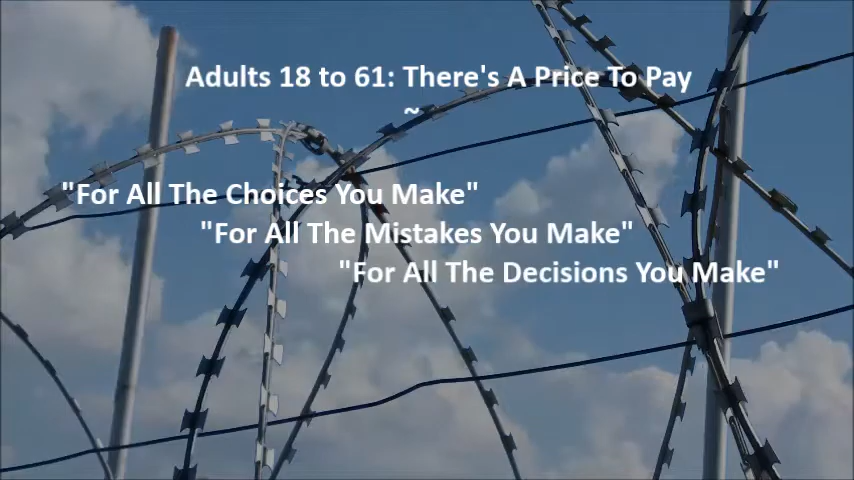 Adults 18 to 61: There's A Price To Pay
~
"For All The Choices You Make"
"For All The Mistakes You Make"
"For All The Decisions You Make"